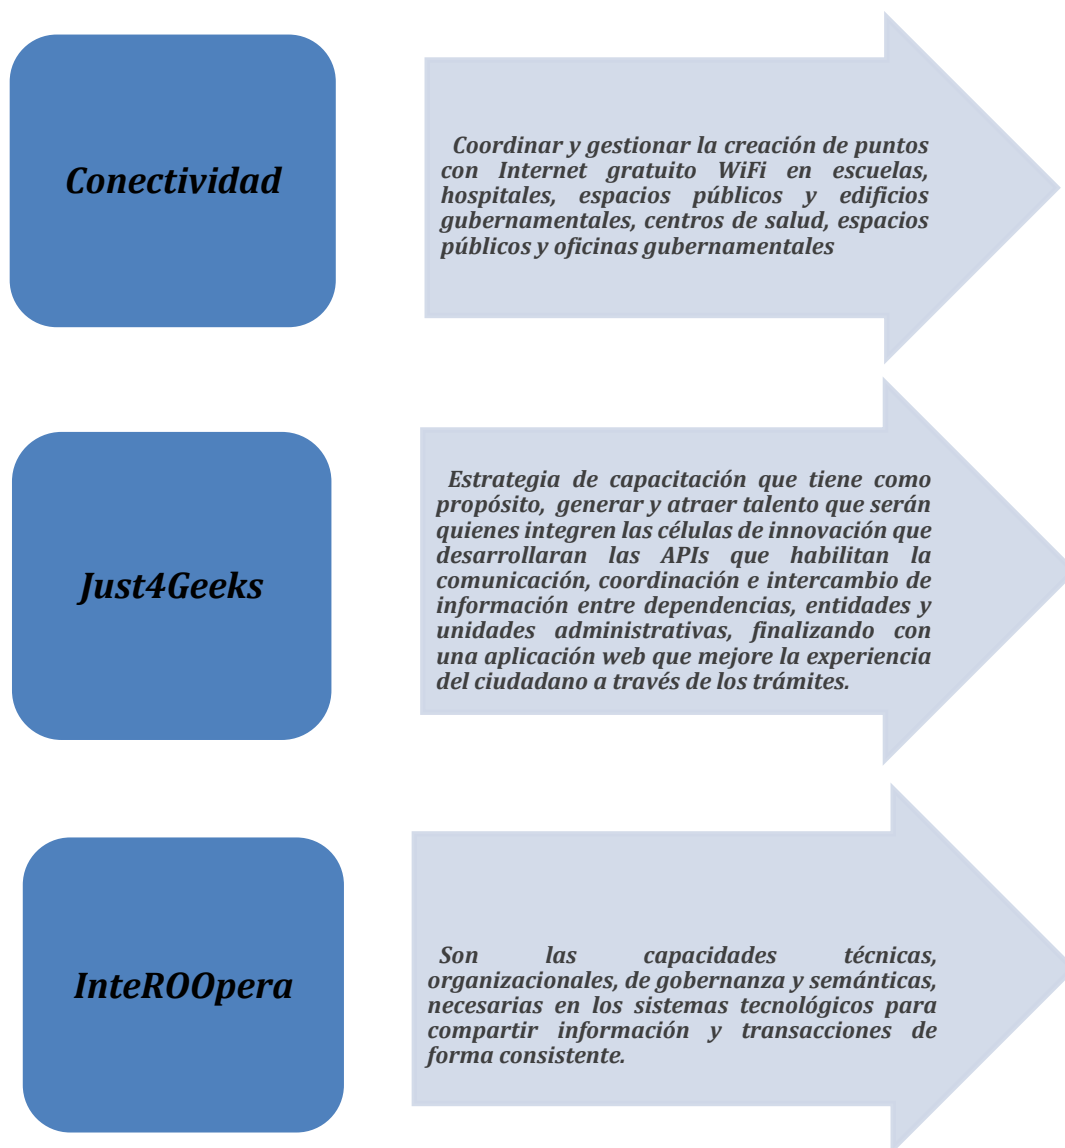 Conectividad
Coordinar y gestionar la creación de puntos
con Internet gratuito WiFi en escuelas,
hospitales, espacios públicos y edificios
gubernamentales, centros de salud, espacios
públicos y oficinas gubernamentales
Just4Geeks
Estrategia de capacitación que tiene como
propósito, generar y atraer talento que serán
quienes integren las células de innovación que
desarrollaran las APIs que habilitan la
comunicación, coordinación e intercambio de
información entre dependencias, entidades y
unidades administrativas, finalizando con
una aplicación web que mejore la experiencia
del ciudadano a través de los trámites.
InteROOpera
Son las capacidades técnicas,
organizacionales, de gobernanza y semánticas,
necesarias en los sistemas tecnológicos para
compartir información y transacciones de
forma consistente.